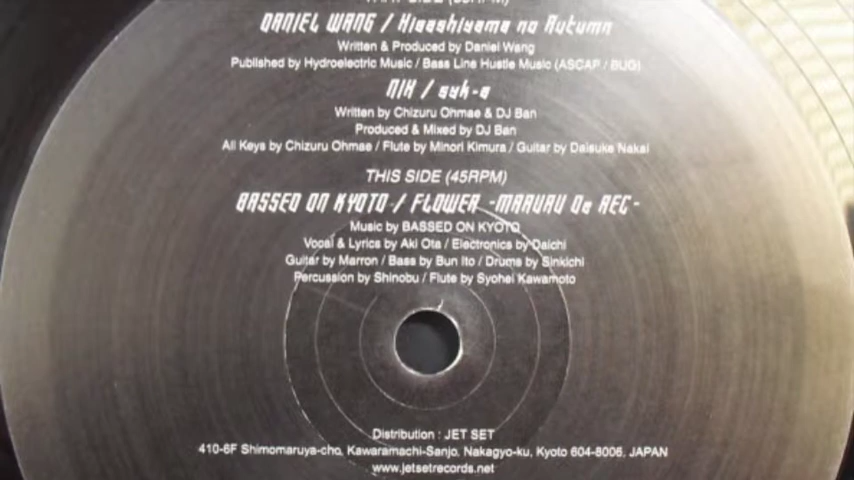 THAT SIDE (33RPM)
DANIEL WANG / Higashiyama no Autumn
Written & Produced by Daniel Wang
Published by Hydroelectric Music / Bass Line Hustle Music (ASCAP / BUG)
NIX / syk-e
Written by Chizuru Ohmae & DJ Ban
Produced & Mixed by DJ Ban
All Keys by Chizuru Ohmae / Flute by Minori Kimura / Guitar by Daisuke Nakai
THIS SIDE (45RPM)
BASSED ON KYOTO / FLOWER -MARURU De REC-
Music by BASSED ON KYOTO
Vocal & Lyrics by Aki Ota / Electronics by Daichi
Guitar by Marron / Bass by Bun Ito / Drums by Sinkichi
Percussion by Shinobu / Flute by Syohei Kawamoto
Distribution : JET SET
410-6F Shimomaruya-cho, Kawaramachi-Sanjo, Nakagyo-ku, Kyoto 604-8006, JAPAN
www.jetsetrecords.net